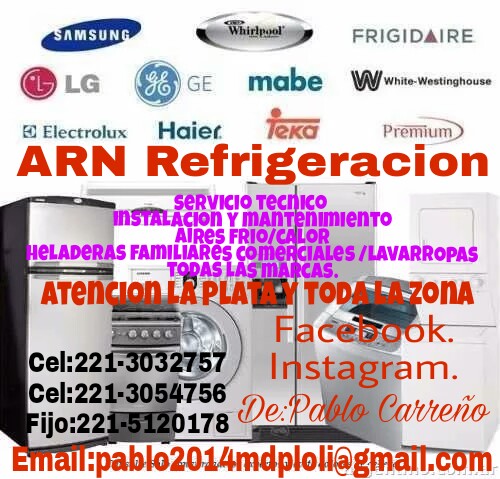 SAMSUNG
Whirlpool
FRIGIDAIRE
LG
GE
mabe
White-Westinghouse
Electrolux
Haier
TEKA
Premium
ARN Refrigeracion
SERVICIO TECNICO
INSTALACION Y MANTENIMIENTO
AIRES FRIO/CALOR
HELADERAS FAMILIARES COMERCIALES /LAVARROPAS
TODAS LAS MARCAS.
ATENCION LA PLATA Y TODA LA ZONA
Facebook.
Instagram.
De:Pablo Carreño
Cel:221-3032757
Cel:221-3054756
Fijo:221-5120178
Email:pablo2014mdploli@gmail.com